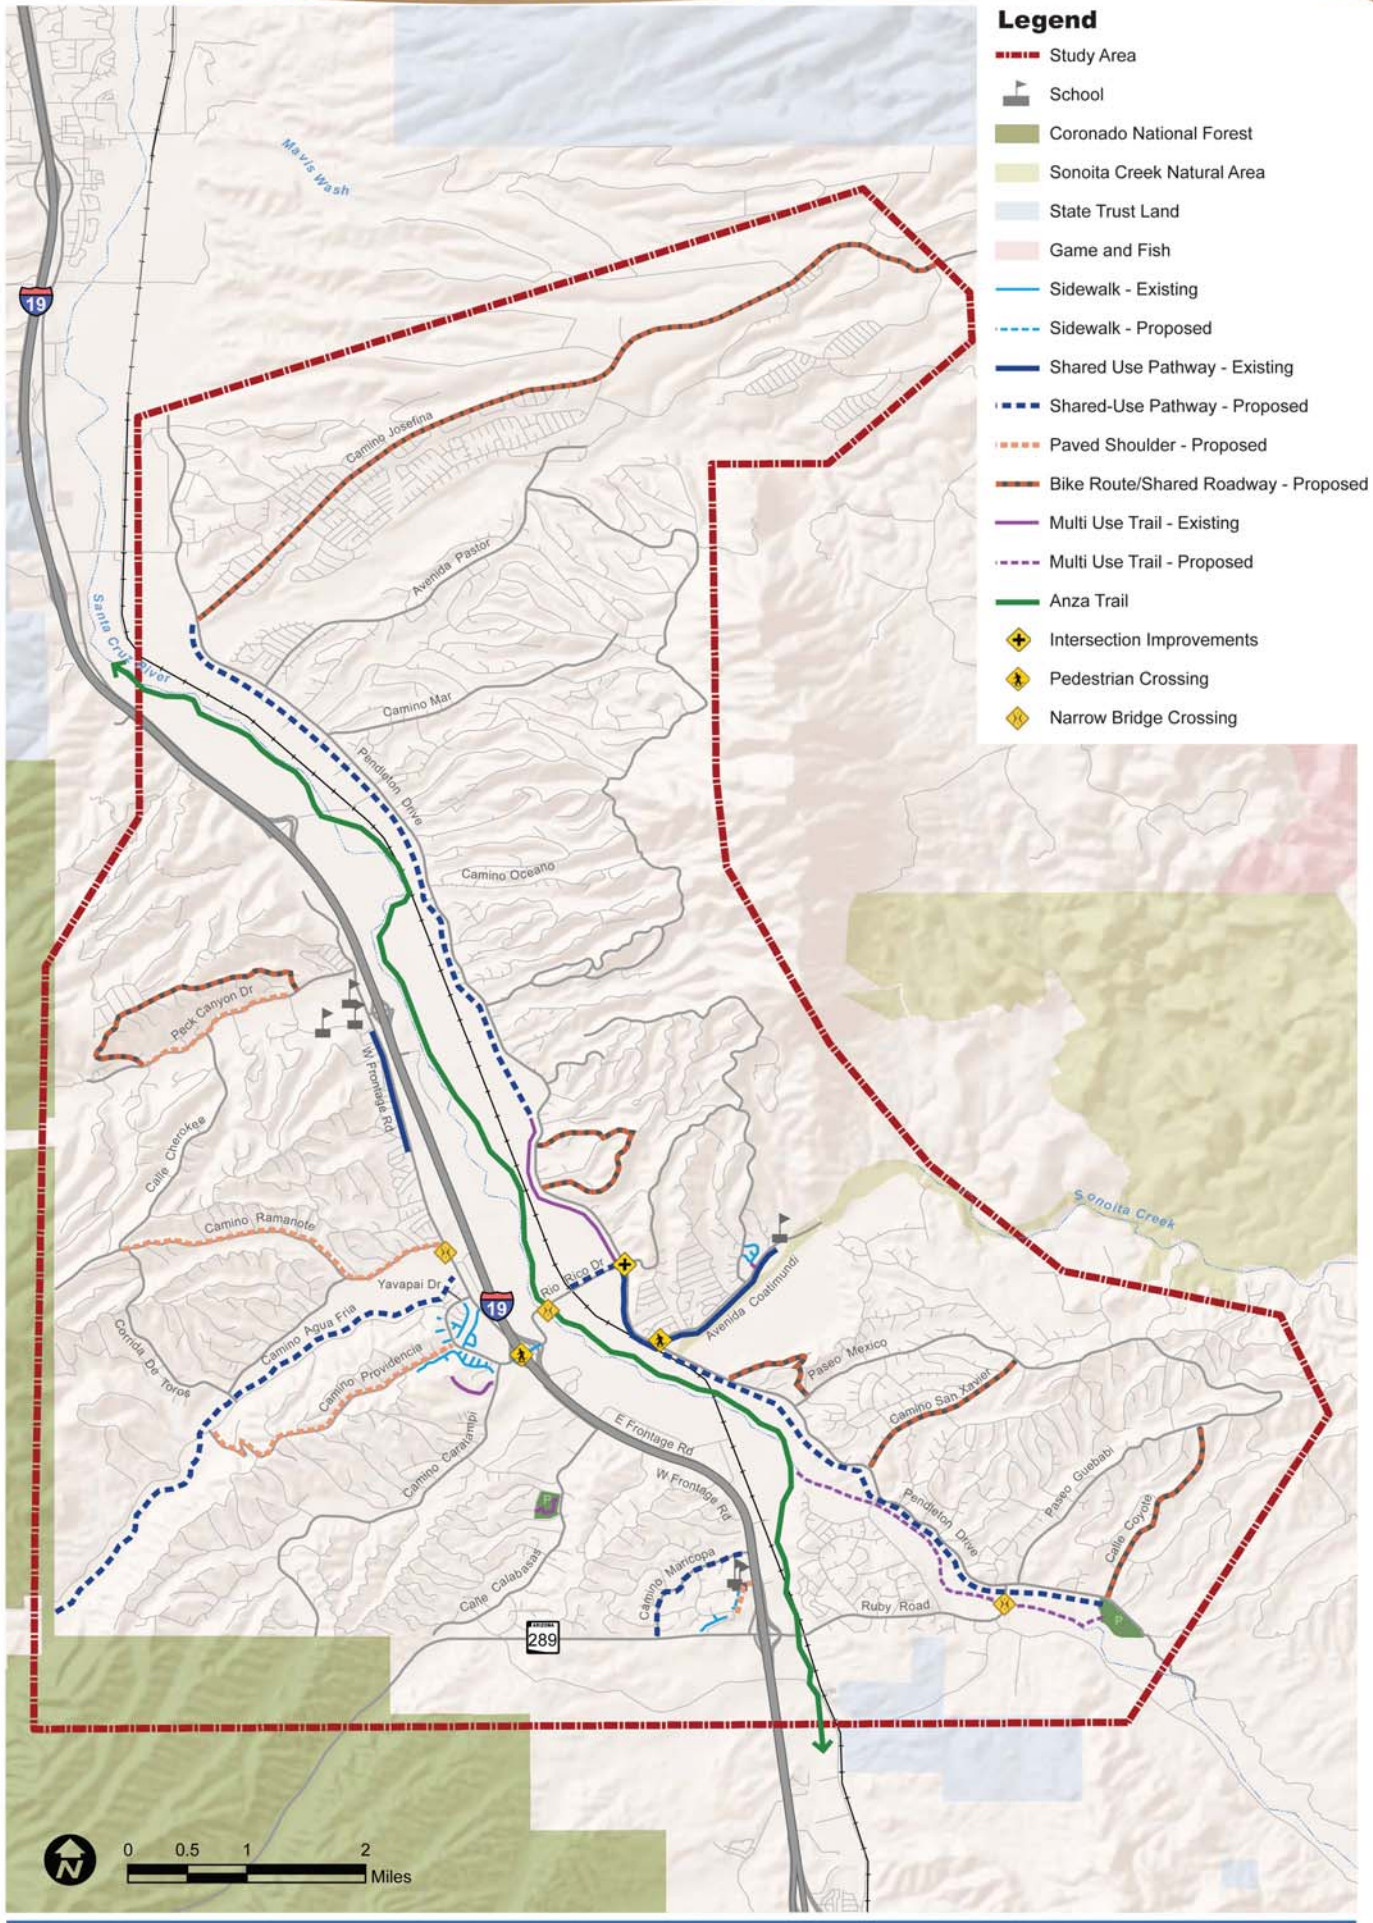 Legend
Study Area
School
Coronado National Forest
Sonoita Creek Natural Area
State Trust Land
Game and Fish
Sidewalk - Existing
Sidewalk - Proposed
Shared Use Pathway - Existing
Shared-Use Pathway - Proposed
Paved Shoulder - Proposed
Bike Route/Shared Roadway - Proposed
Multi Use Trail - Existing
Multi Use Trail - Proposed
Anza Trail
Intersection Improvements
Pedestrian Crossing
Narrow Bridge Crossing
Mavis Wash
19
Camino Josefina
Avenida Pastor
Santa Cruz River
Camino Mar
Pendleton Drive
Camino Oceano
Peck Canyon Dr
W Frontage Rd
Calle Cherokee
Sonoita Creek
Camino Ramanote
Rio Rico Dr
Yavapai Dr
19
Avenida Coatimundi
Camino Agua Fria
Corrida De Toros
Camino Providencia
Paseo Mexico
Camino San Xavier
E Frontage Rd
Camino Caratampi
W Frontage Rd
Paseo Guebabi
P
Pendleton Drive
Calle Coyote
Camino Maricopa
Calle Calabasas
Ruby Road
P
ARIZONA
289
N
0 0.5 1 2
Miles